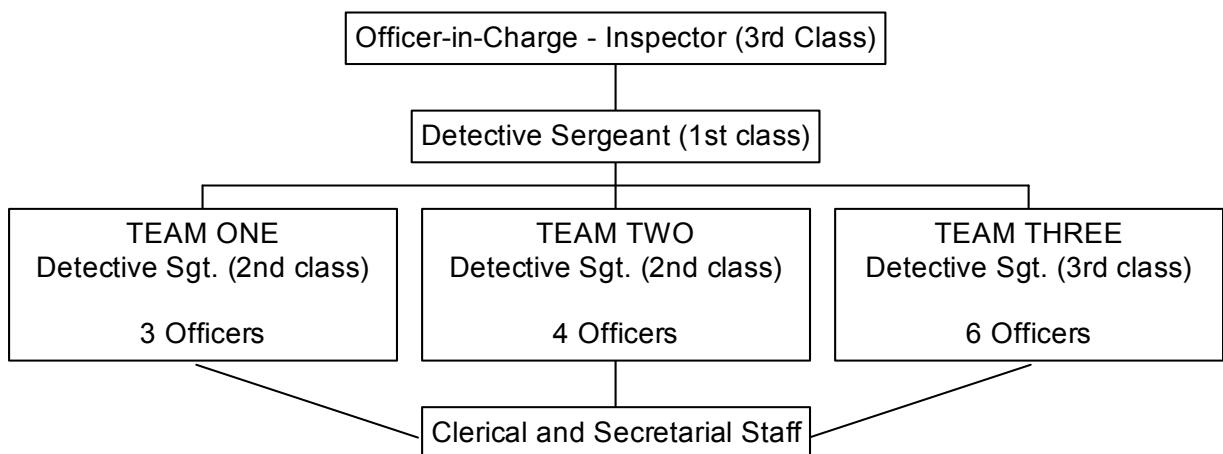 Officer-in-Charge - Inspector (3rd Class)
Detective Sergeant (1st class)
TEAM ONE
Detective Sgt. (2nd class)
3 Officers
TEAM TWO
Detective Sgt. (2nd class)
4 Officers
TEAM THREE
Detective Sgt. (3rd class)
6 Officers
Clerical and Secretarial Staff